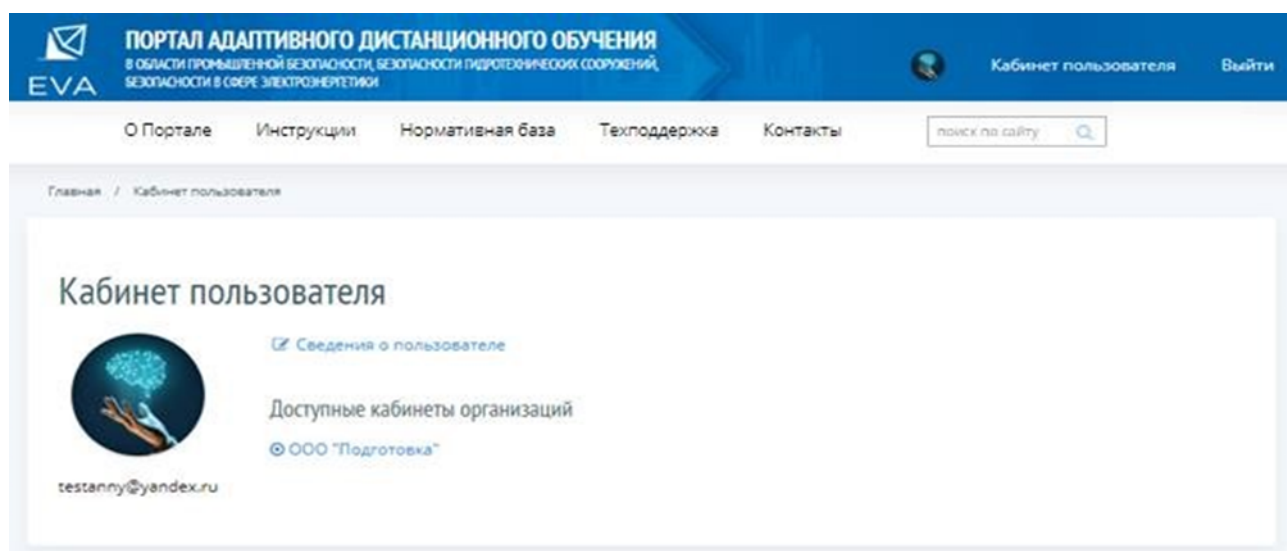 EVA
ПОРТАЛ АДАПТИВНОГО ДИСТАНЦИОННОГО ОБУЧЕНИЯ
В ОБЛАСТИ ПРОМЫШЛЕННОЙ БЕЗОПАСНОСТИ, БЕЗОПАСНОСТИ ГИДРОТЕХНИЧЕСКИХ СООРУЖЕНИЙ,
БЕЗОПАСНОСТИ В СФЕРЕ ЭЛЕКТРОЭНЕРГЕТИКИ
Кабинет пользователя Выйти
О Портале Инструкции Нормативная база Техподдержка Контакты поиск по сайту
Главная / Кабинет пользователя
Кабинет пользователя
Сведения о пользователе
Доступные кабинеты организаций
ООО "Подготовка"
testanny@yandex.ru